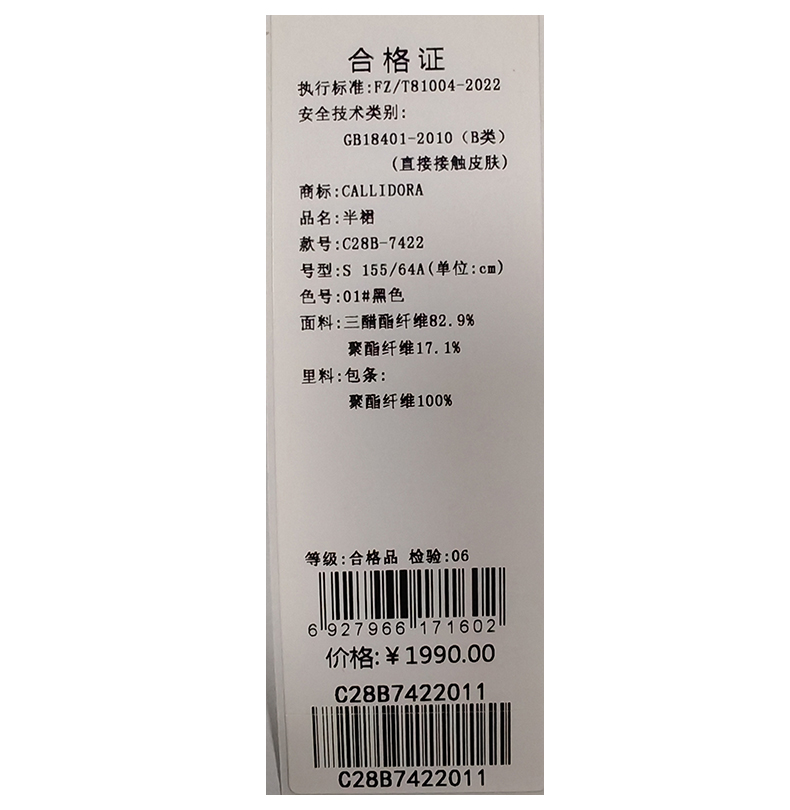 合格证
执行标准:FZ/T81004-2022
安全技术类别:
GB18401-2010（B类）
(直接接触皮肤)
商标:CALLIDORA
品名:半裙
款号:C28B-7422
号型:S 155/64A(单位:cm)
色号:01#黑色
面料:三醋酯纤维82.9%
聚酯纤维17.1%
里料:包条:
聚酯纤维100%
等级:合格品 检验:06
6 927966 171602
价格:¥1990.00
C28B7422011
C28B7422011